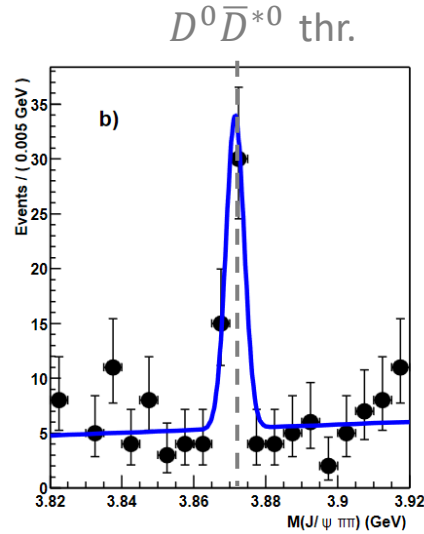 D⁰D̅*⁰ thr.
b)
Events / ( 0.005 GeV )
35
30
25
20
15
10
5
0
3.82 3.84 3.86 3.88 3.9 3.92
M(J/ψ ππ) (GeV)